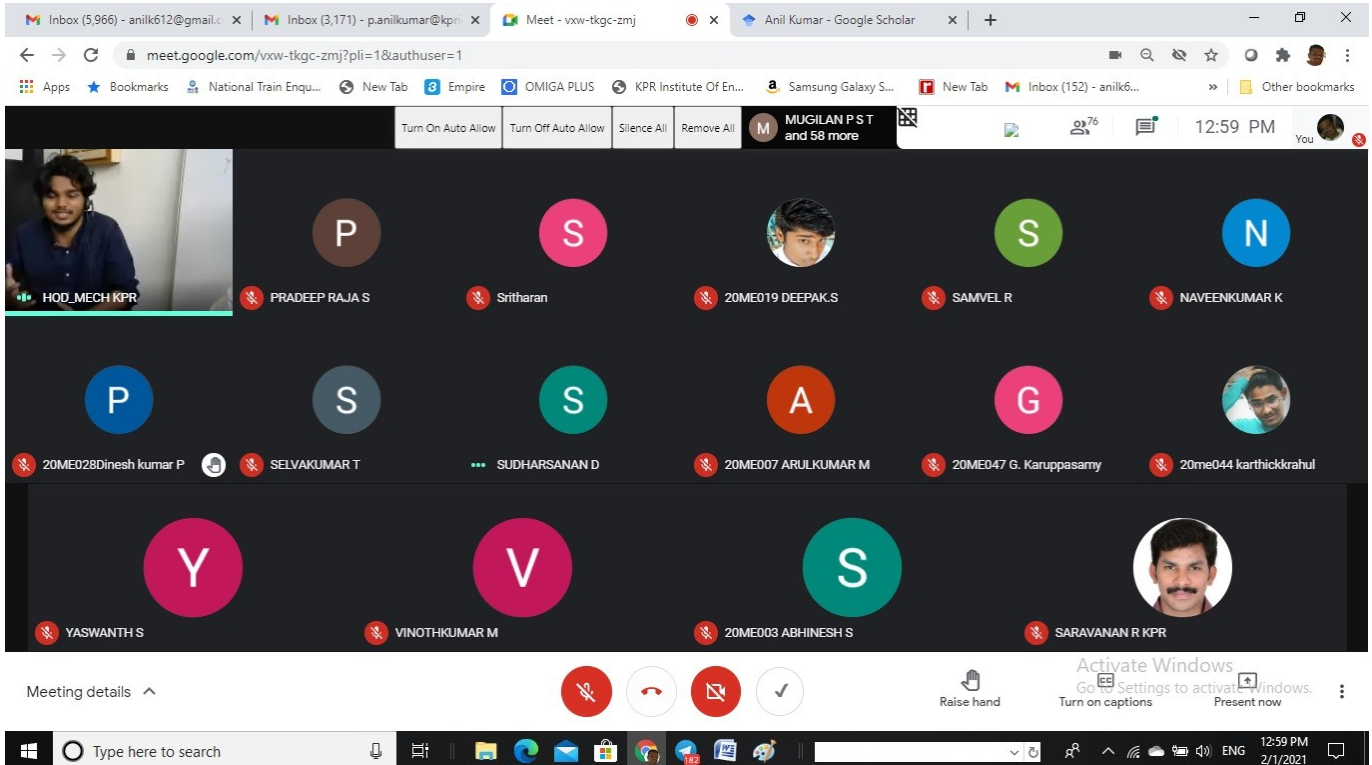 Inbox (5,966) - anilk612@gmail.c
Inbox (3,171) - p.anilkumar@kpri
Meet - vxw-tkgc-zmj
Anil Kumar - Google Scholar
meet.google.com/vxw-tkgc-zmj?pli=1&authuser=1
Apps
Bookmarks
National Train Enqu...
New Tab
Empire
OMIGA PLUS
KPR Institute Of En...
Samsung Galaxy S...
New Tab
Inbox (152) - anilk6...
Other bookmarks
Turn On Auto Allow
Turn Off Auto Allow
Silence All
Remove All
M
MUGILAN P S T
and 58 more
76
12:59 PM
You
HOD_MECH KPR
P
PRADEEP RAJA S
S
Sritharan
20ME019 DEEPAK.S
S
SAMVEL R
N
NAVEENKUMAR K
P
20ME028Dinesh kumar P
S
SELVAKUMAR T
S
SUDHARSANAN D
A
20ME007 ARULKUMAR M
G
20ME047 G. Karuppasamy
20me044 karthickkrahul
Y
YASWANTH S
V
VINOTHKUMAR M
S
20ME003 ABHINESH S
SARAVANAN R KPR
Meeting details
Raise hand
Turn on captions
Present now
Activate Windows
Go to Settings to activate Windows.
Type here to search
182
ENG
12:59 PM
2/1/2021